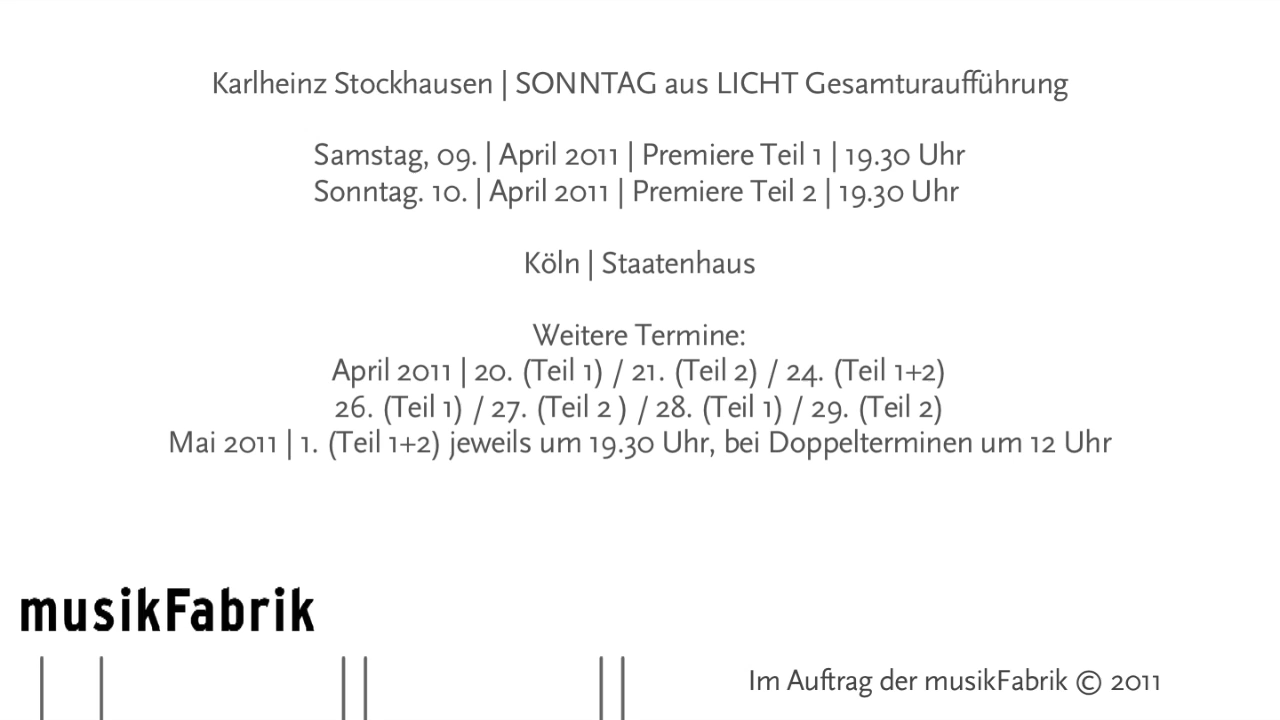 Karlheinz Stockhausen | SONNTAG aus LICHT Gesamturaufführung
Samstag, 09. | April 2011 | Premiere Teil 1 | 19.30 Uhr
Sonntag. 10. | April 2011 | Premiere Teil 2 | 19.30 Uhr
Köln | Staatenhaus
Weitere Termine:
April 2011 | 20. (Teil 1) / 21. (Teil 2) / 24. (Teil 1+2)
26. (Teil 1) / 27. (Teil 2 ) / 28. (Teil 1) / 29. (Teil 2)
Mai 2011 | 1. (Teil 1+2) jeweils um 19.30 Uhr, bei Doppelterminen um 12 Uhr
musikFabrik
Im Auftrag der musikFabrik © 2011